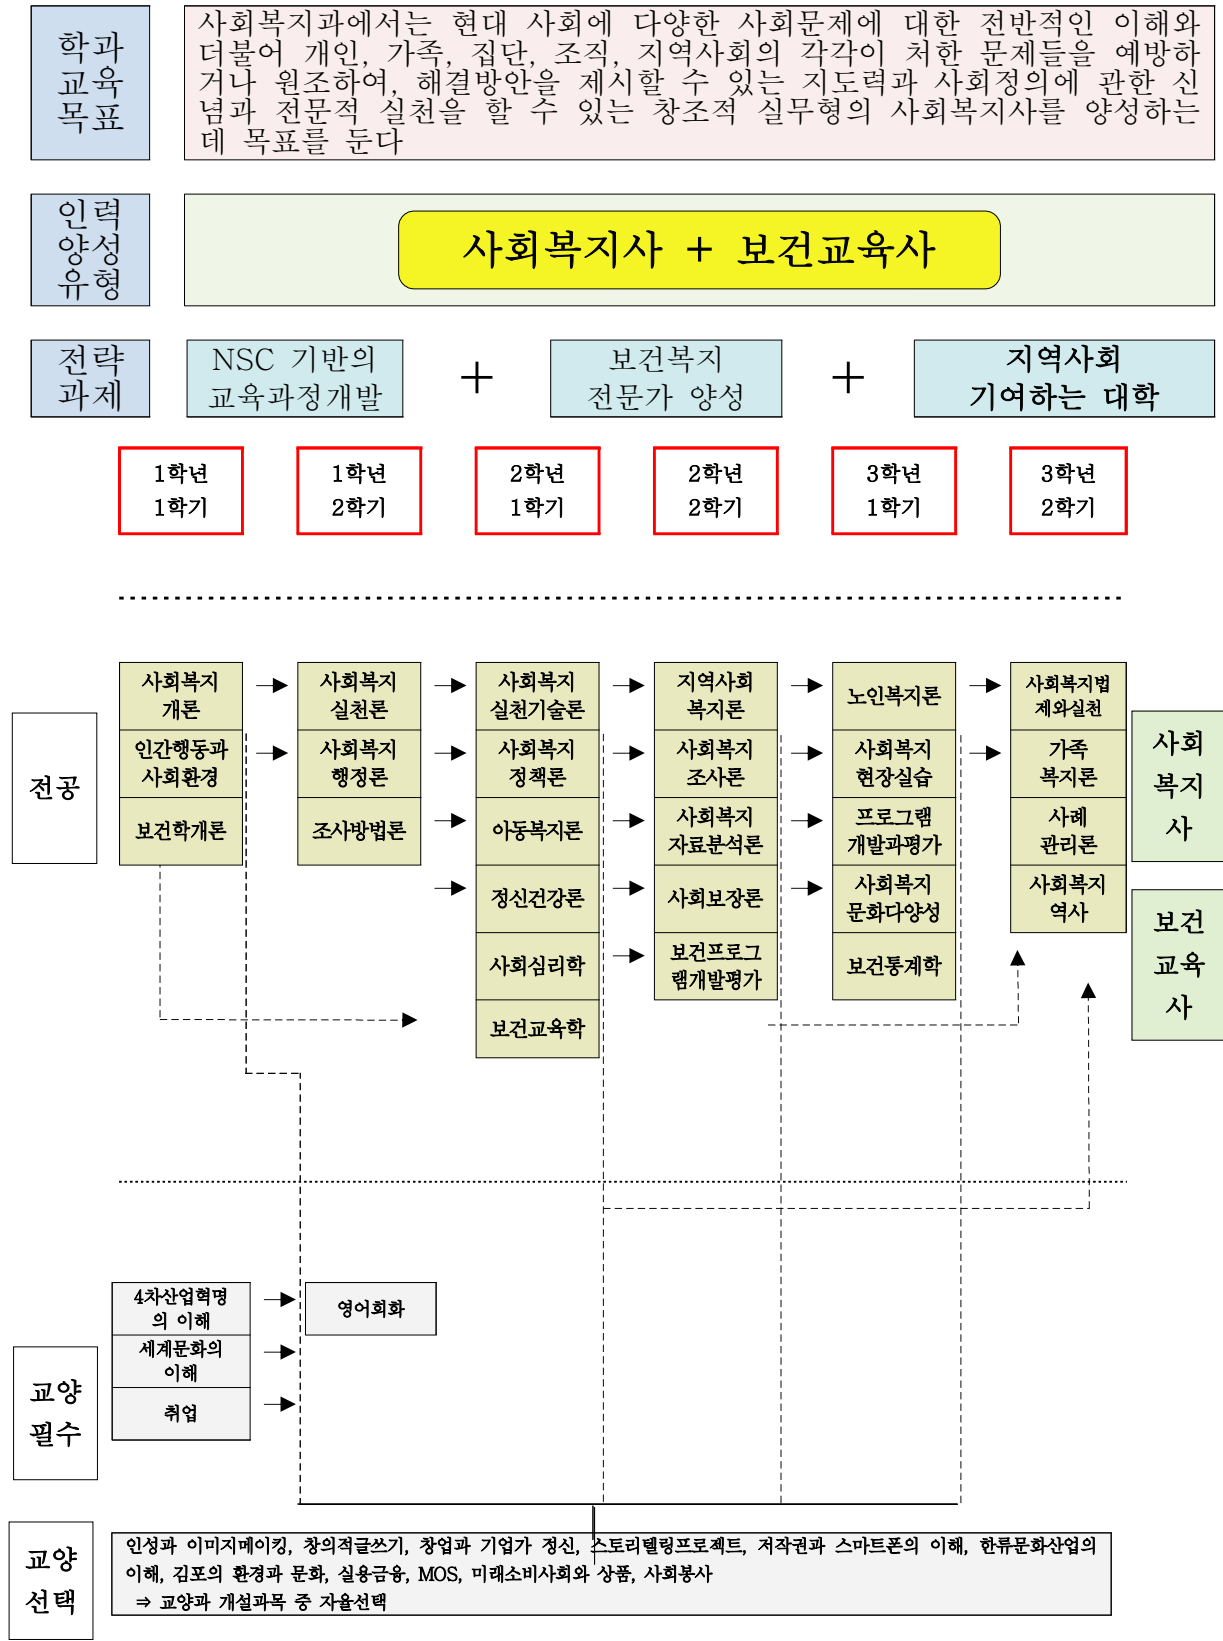 학과
교육
목표
사회복지과에서는 현대 사회에 다양한 사회문제에 대한 전반적인 이해와
더불어 개인, 가족, 집단, 조직, 지역사회의 각각이 처한 문제들을 예방하
거나 원조하여, 해결방안을 제시할 수 있는 지도력과 사회정의에 관한 신
념과 전문적 실천을 할 수 있는 창조적 실무형의 사회복지사를 양성하는
데 목표를 둔다
인력
양성
유형
사회복지사 + 보건교육사
전략
과제
NSC 기반의
교육과정개발
+
보건복지
전문가 양성
+
지역사회
기여하는 대학
1학년
1학기
1학년
2학기
2학년
1학기
2학년
2학기
3학년
1학기
3학년
2학기
전공
사회복지
개론
인간행동과
사회환경
보건학개론
사회복지
실천론
사회복지
행정론
조사방법론
사회복지
실천기술론
사회복지
정책론
아동복지론
정신건강론
사회심리학
보건교육학
지역사회
복지론
사회복지
조사론
사회복지
자료분석론
사회보장론
보건프로그
램개발평가
노인복지론
사회복지
현장실습
프로그램
개발과평가
사회복지
문화다양성
보건통계학
사회복지법
제와실천
가족
복지론
사례
관리론
사회복지
역사
사회
복지
사
보건
교육
사
교양
필수
4차산업혁명
의 이해
세계문화의
이해
취업
영어회화
교양
선택
인성과 이미지메이킹, 창의적글쓰기, 창업과 기업가 정신, 스토리텔링프로젝트, 저작권과 스마트폰의 이해, 한류문화산업의
이해, 김포의 환경과 문화, 실용금융, MOS, 미래소비사회와 상품, 사회봉사
⇒ 교양과 개설과목 중 자율선택